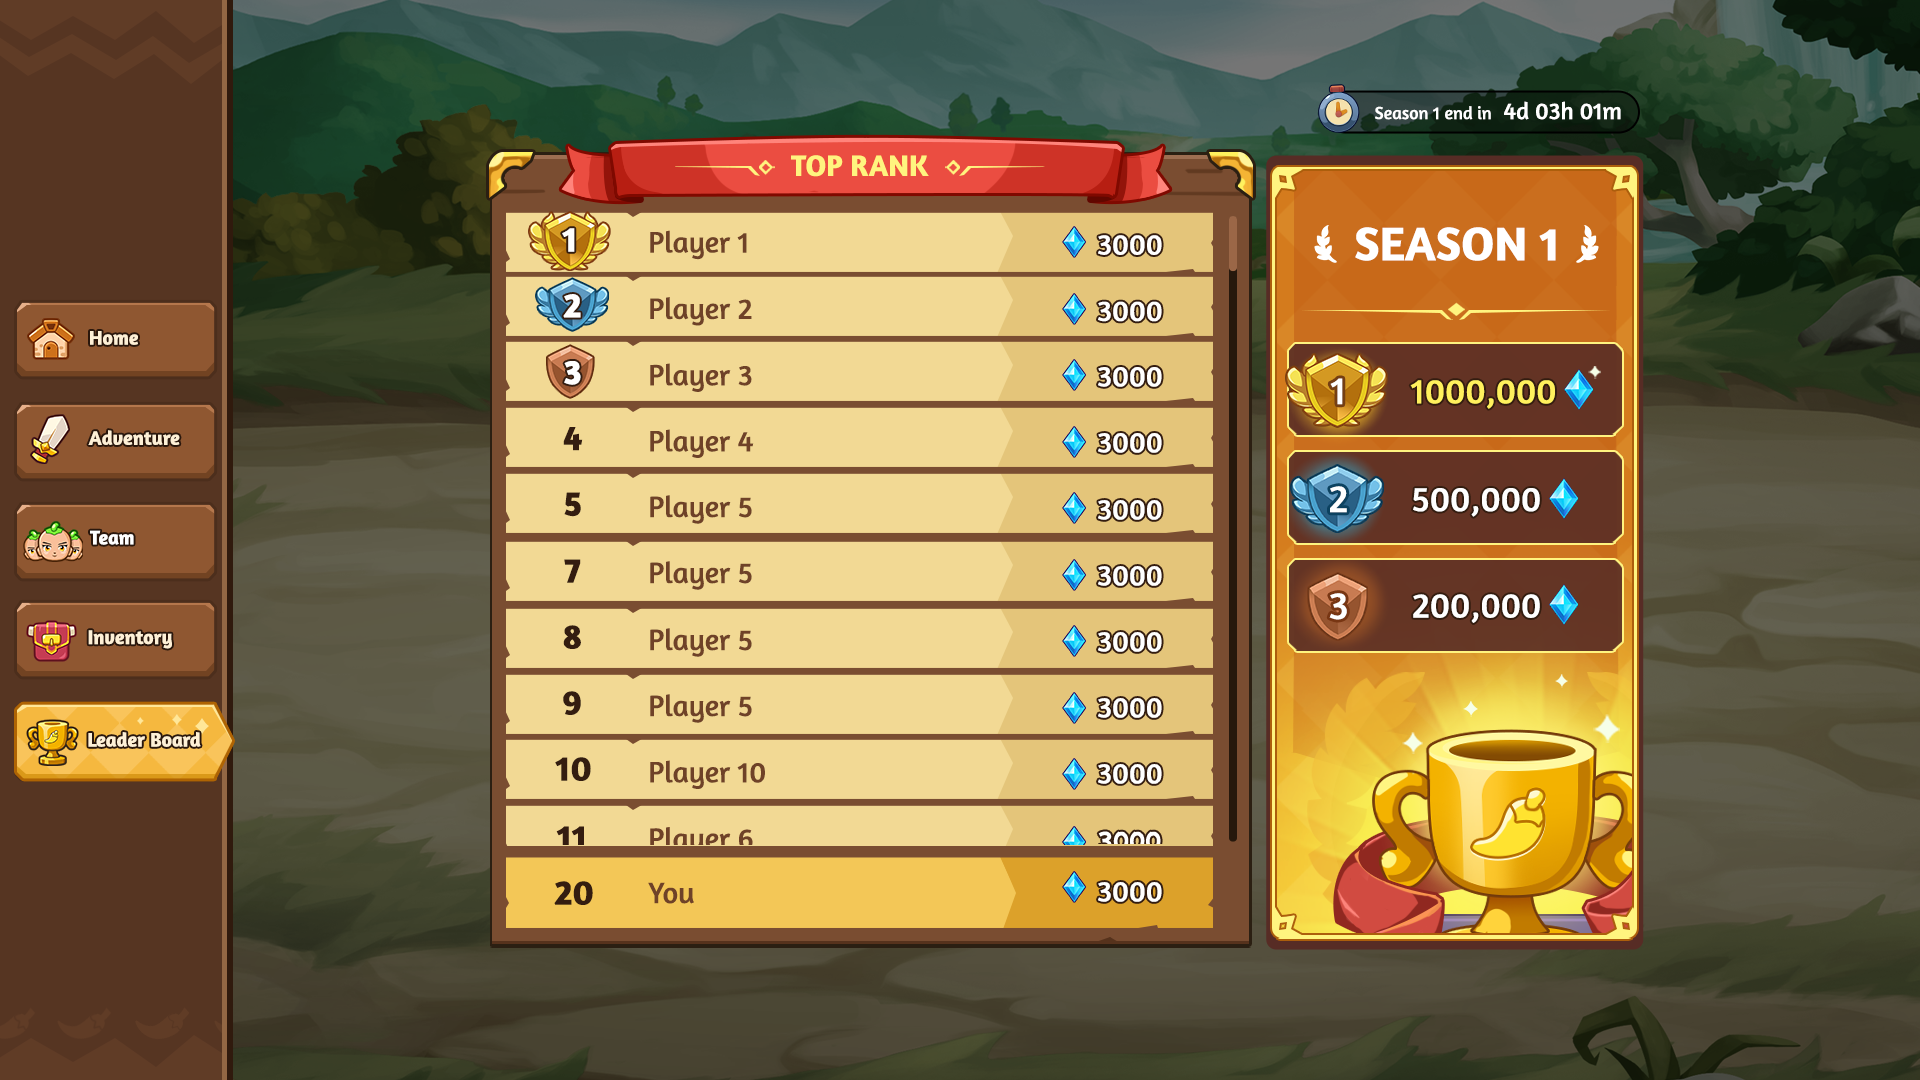 Season 1 end in 4d 03h 01m
TOP RANK
1 Player 1 3000
2 Player 2 3000
3 Player 3 3000
4 Player 4 3000
5 Player 5 3000
7 Player 5 3000
8 Player 5 3000
9 Player 5 3000
10 Player 10 3000
11 Player 6 3000
20 You 3000
SEASON 1
1 1000,000
2 500,000
3 200,000
Home
Adventure
Team
Inventory
Leader Board